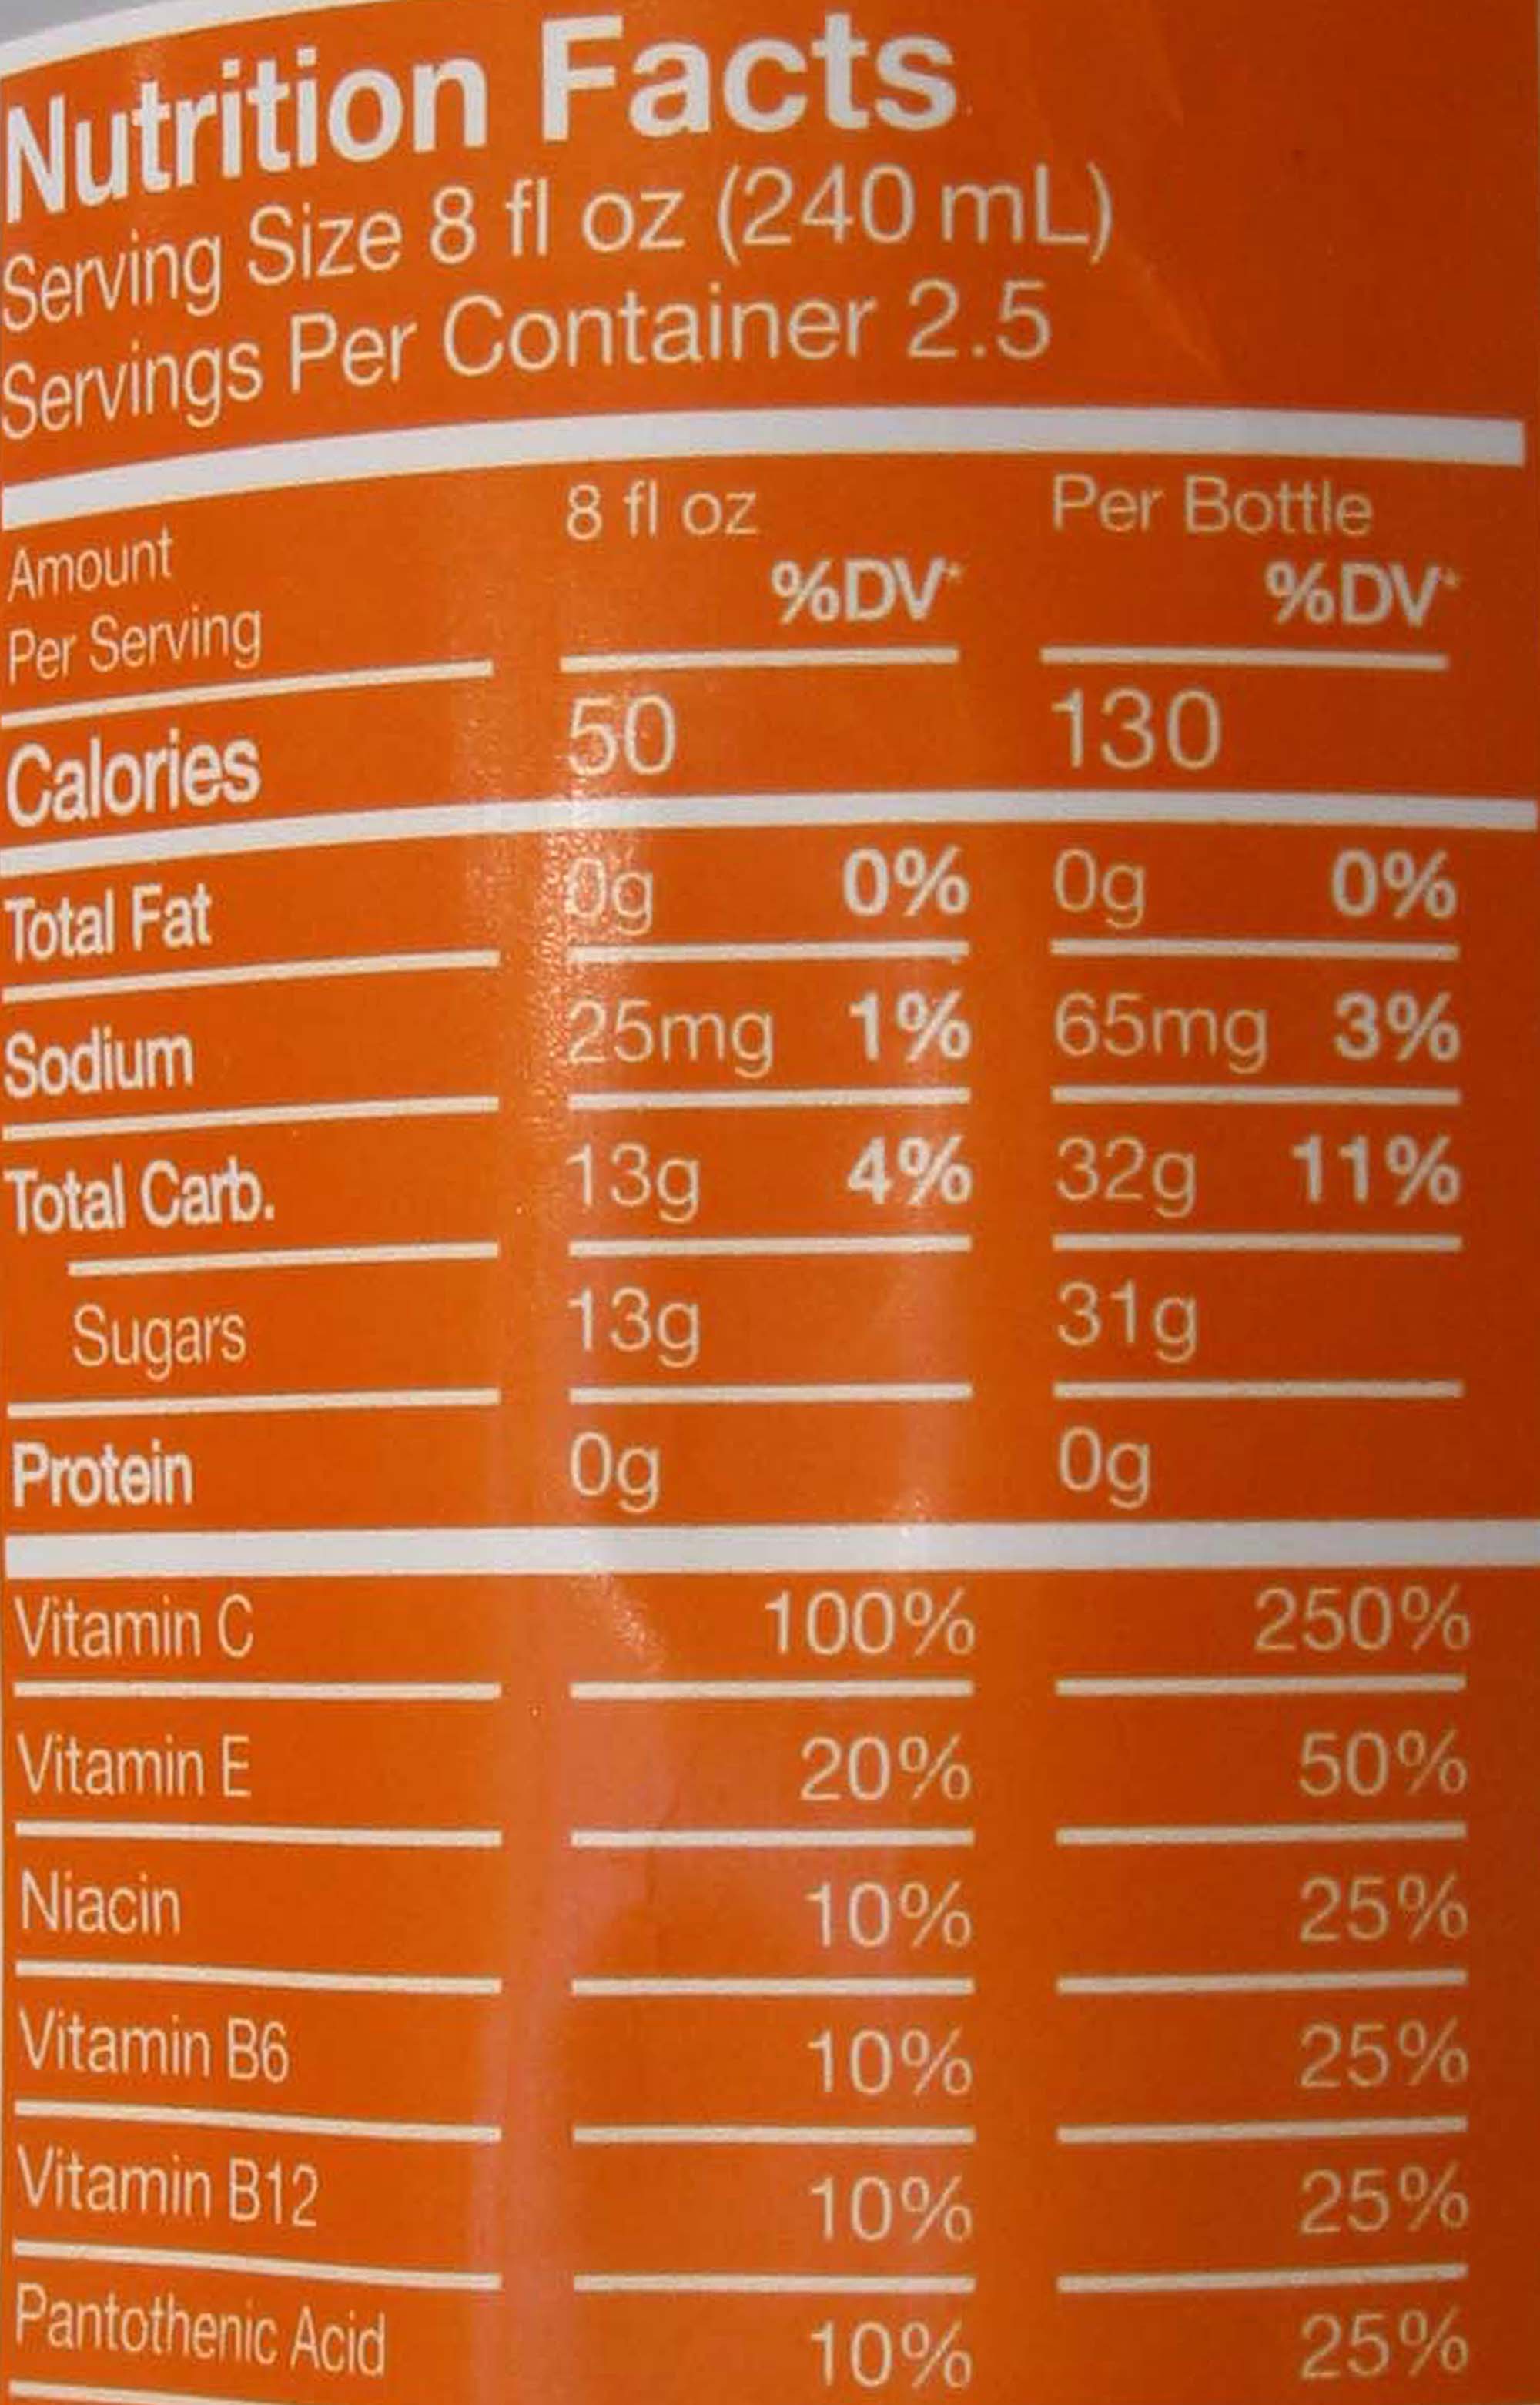 Nutrition Facts
Serving Size 8 fl oz (240 mL)
Servings Per Container 2.5
Amount Per Serving 8 fl oz %DV* Per Bottle %DV*
Calories 50 130
Total Fat 0g 0% 0g 0%
Sodium 25mg 1% 65mg 3%
Total Carb. 13g 4% 32g 11%
Sugars 13g 31g
Protein 0g 0g
Vitamin C 100% 250%
Vitamin E 20% 50%
Niacin 10% 25%
Vitamin B6 10% 25%
Vitamin B12 10% 25%
Pantothenic Acid 10% 25%